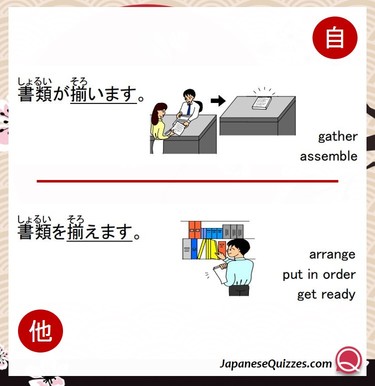 自
しょるい そろ
書類が揃います。
gather
assemble
しょるい そろ
書類を揃えます。
arrange
put in order
get ready
他
JapaneseQuizzes.com